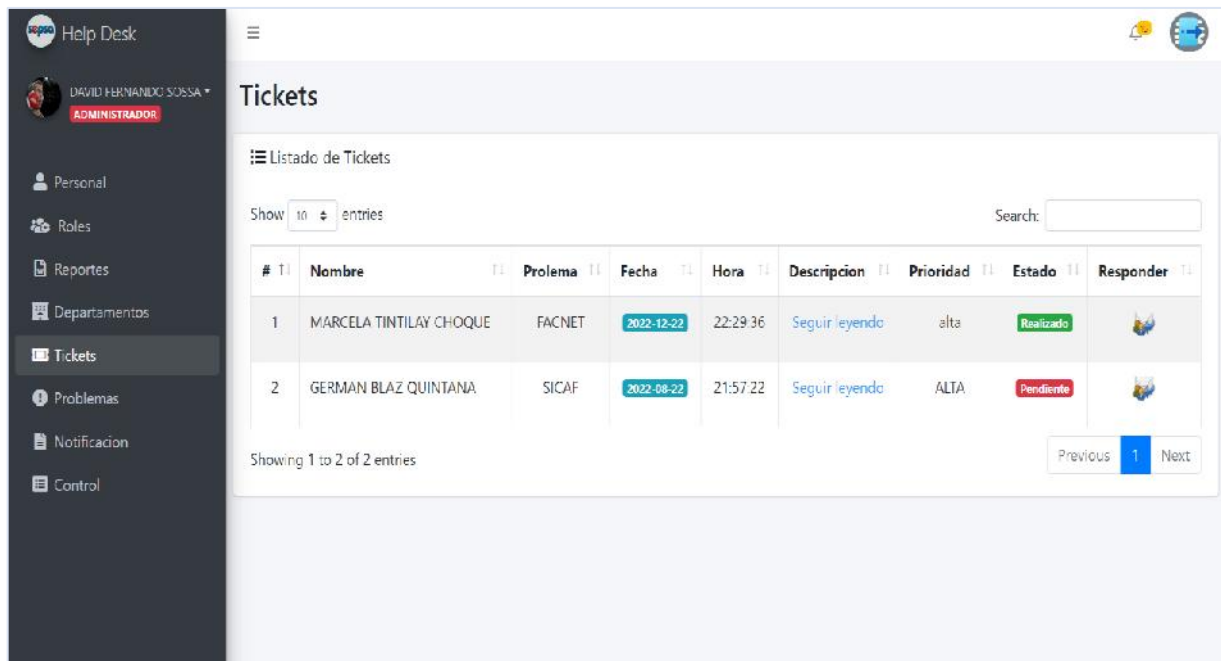 sepsa Help Desk
DAVID FERNANDO SOSSA
ADMINISTRADOR
Personal
Roles
Reportes
Departamentos
Tickets
Problemas
Notificacion
Control
Tickets
Listado de Tickets
Show 10 entries
Search:
# Nombre Prolema Fecha Hora Descripcion Prioridad Estado Responder
1 MARCELA TINTILAY CHOQUE FACNET 2022-12-22 22:29:36 Seguir leyendo alta Realizado
2 GERMAN BLAZ QUINTANA SICAF 2022-08-22 21:57:22 Seguir leyendo ALTA Pendiente
Showing 1 to 2 of 2 entries
Previous 1 Next